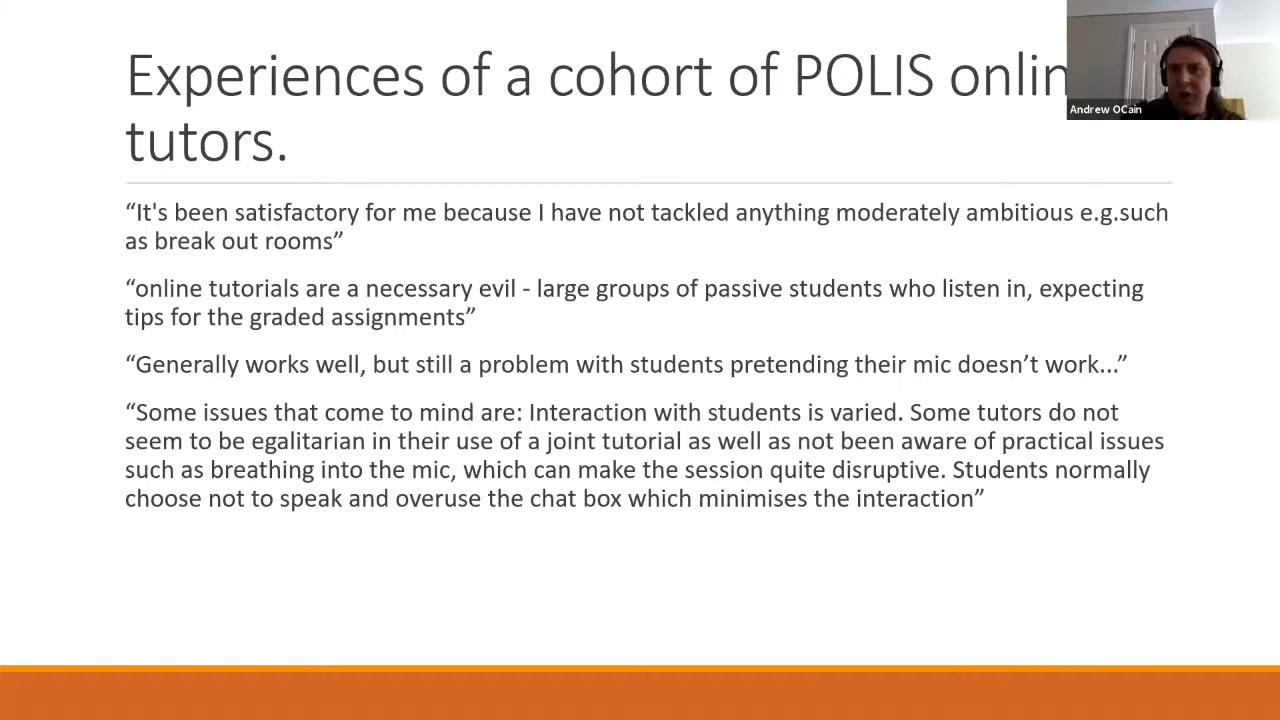 Experiences of a cohort of POLIS onlin
tutors.
Andrew OCain
“It's been satisfactory for me because I have not tackled anything moderately ambitious e.g.such
as break out rooms”
“online tutorials are a necessary evil - large groups of passive students who listen in, expecting
tips for the graded assignments”
“Generally works well, but still a problem with students pretending their mic doesn’t work...”
“Some issues that come to mind are: Interaction with students is varied. Some tutors do not
seem to be egalitarian in their use of a joint tutorial as well as not been aware of practical issues
such as breathing into the mic, which can make the session quite disruptive. Students normally
choose not to speak and overuse the chat box which minimises the interaction”